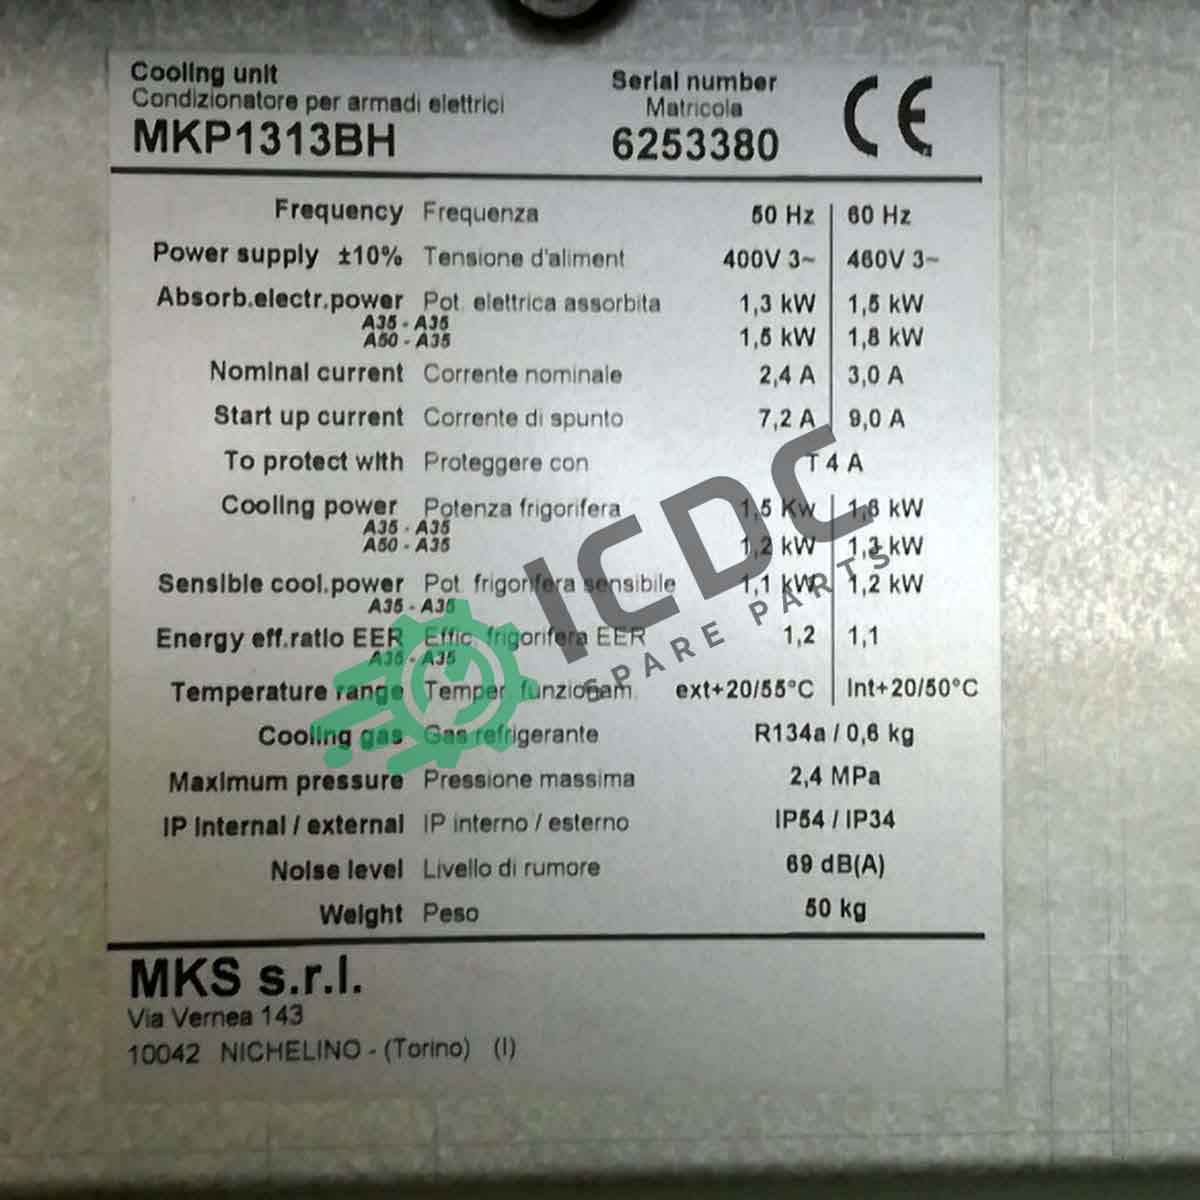 Cooling unit
Condizionatore per armadi elettrici
MKP1313BH
Serial number
Matricola
6253380
CE
Frequency Frequenza 50 Hz 60 Hz
Power supply ±10% Tensione d'aliment 400V 3~ 460V 3~
Absorb.electr.power Pot. elettrica assorbita 1,3 kW 1,5 kW
A35 - A35
A50 - A35 1,5 kW 1,8 kW
Nominal current Corrente nominale 2,4 A 3,0 A
Start up current Corrente di spunto 7,2 A 9,0 A
To protect with Proteggere con T 4 A
Cooling power Potenza frigorifera 1,5 Kw 1,6 kW
A35 - A35
A50 - A35 1,2 kW 1,3 kW
Sensible cool.power Pot. frigorifera sensibile 1,1 kW 1,2 kW
A35 - A35
Energy eff.ratio EER Effic. frigorifera EER 1,2 1,1
A35 - A35
Temperature range Temper. funzionam. ext+20/55°C Int+20/50°C
Cooling gas Gas refrigerante R134a / 0,6 kg
Maximum pressure Pressione massima 2,4 MPa
IP Internal / external IP interno / esterno IP54 / IP34
Noise level Livello di rumore 69 dB(A)
Weight Peso 50 kg
MKS s.r.l.
Via Vernea 143
10042 NICHELINO - (Torino) (I)
ICDC
SPARE PARTS